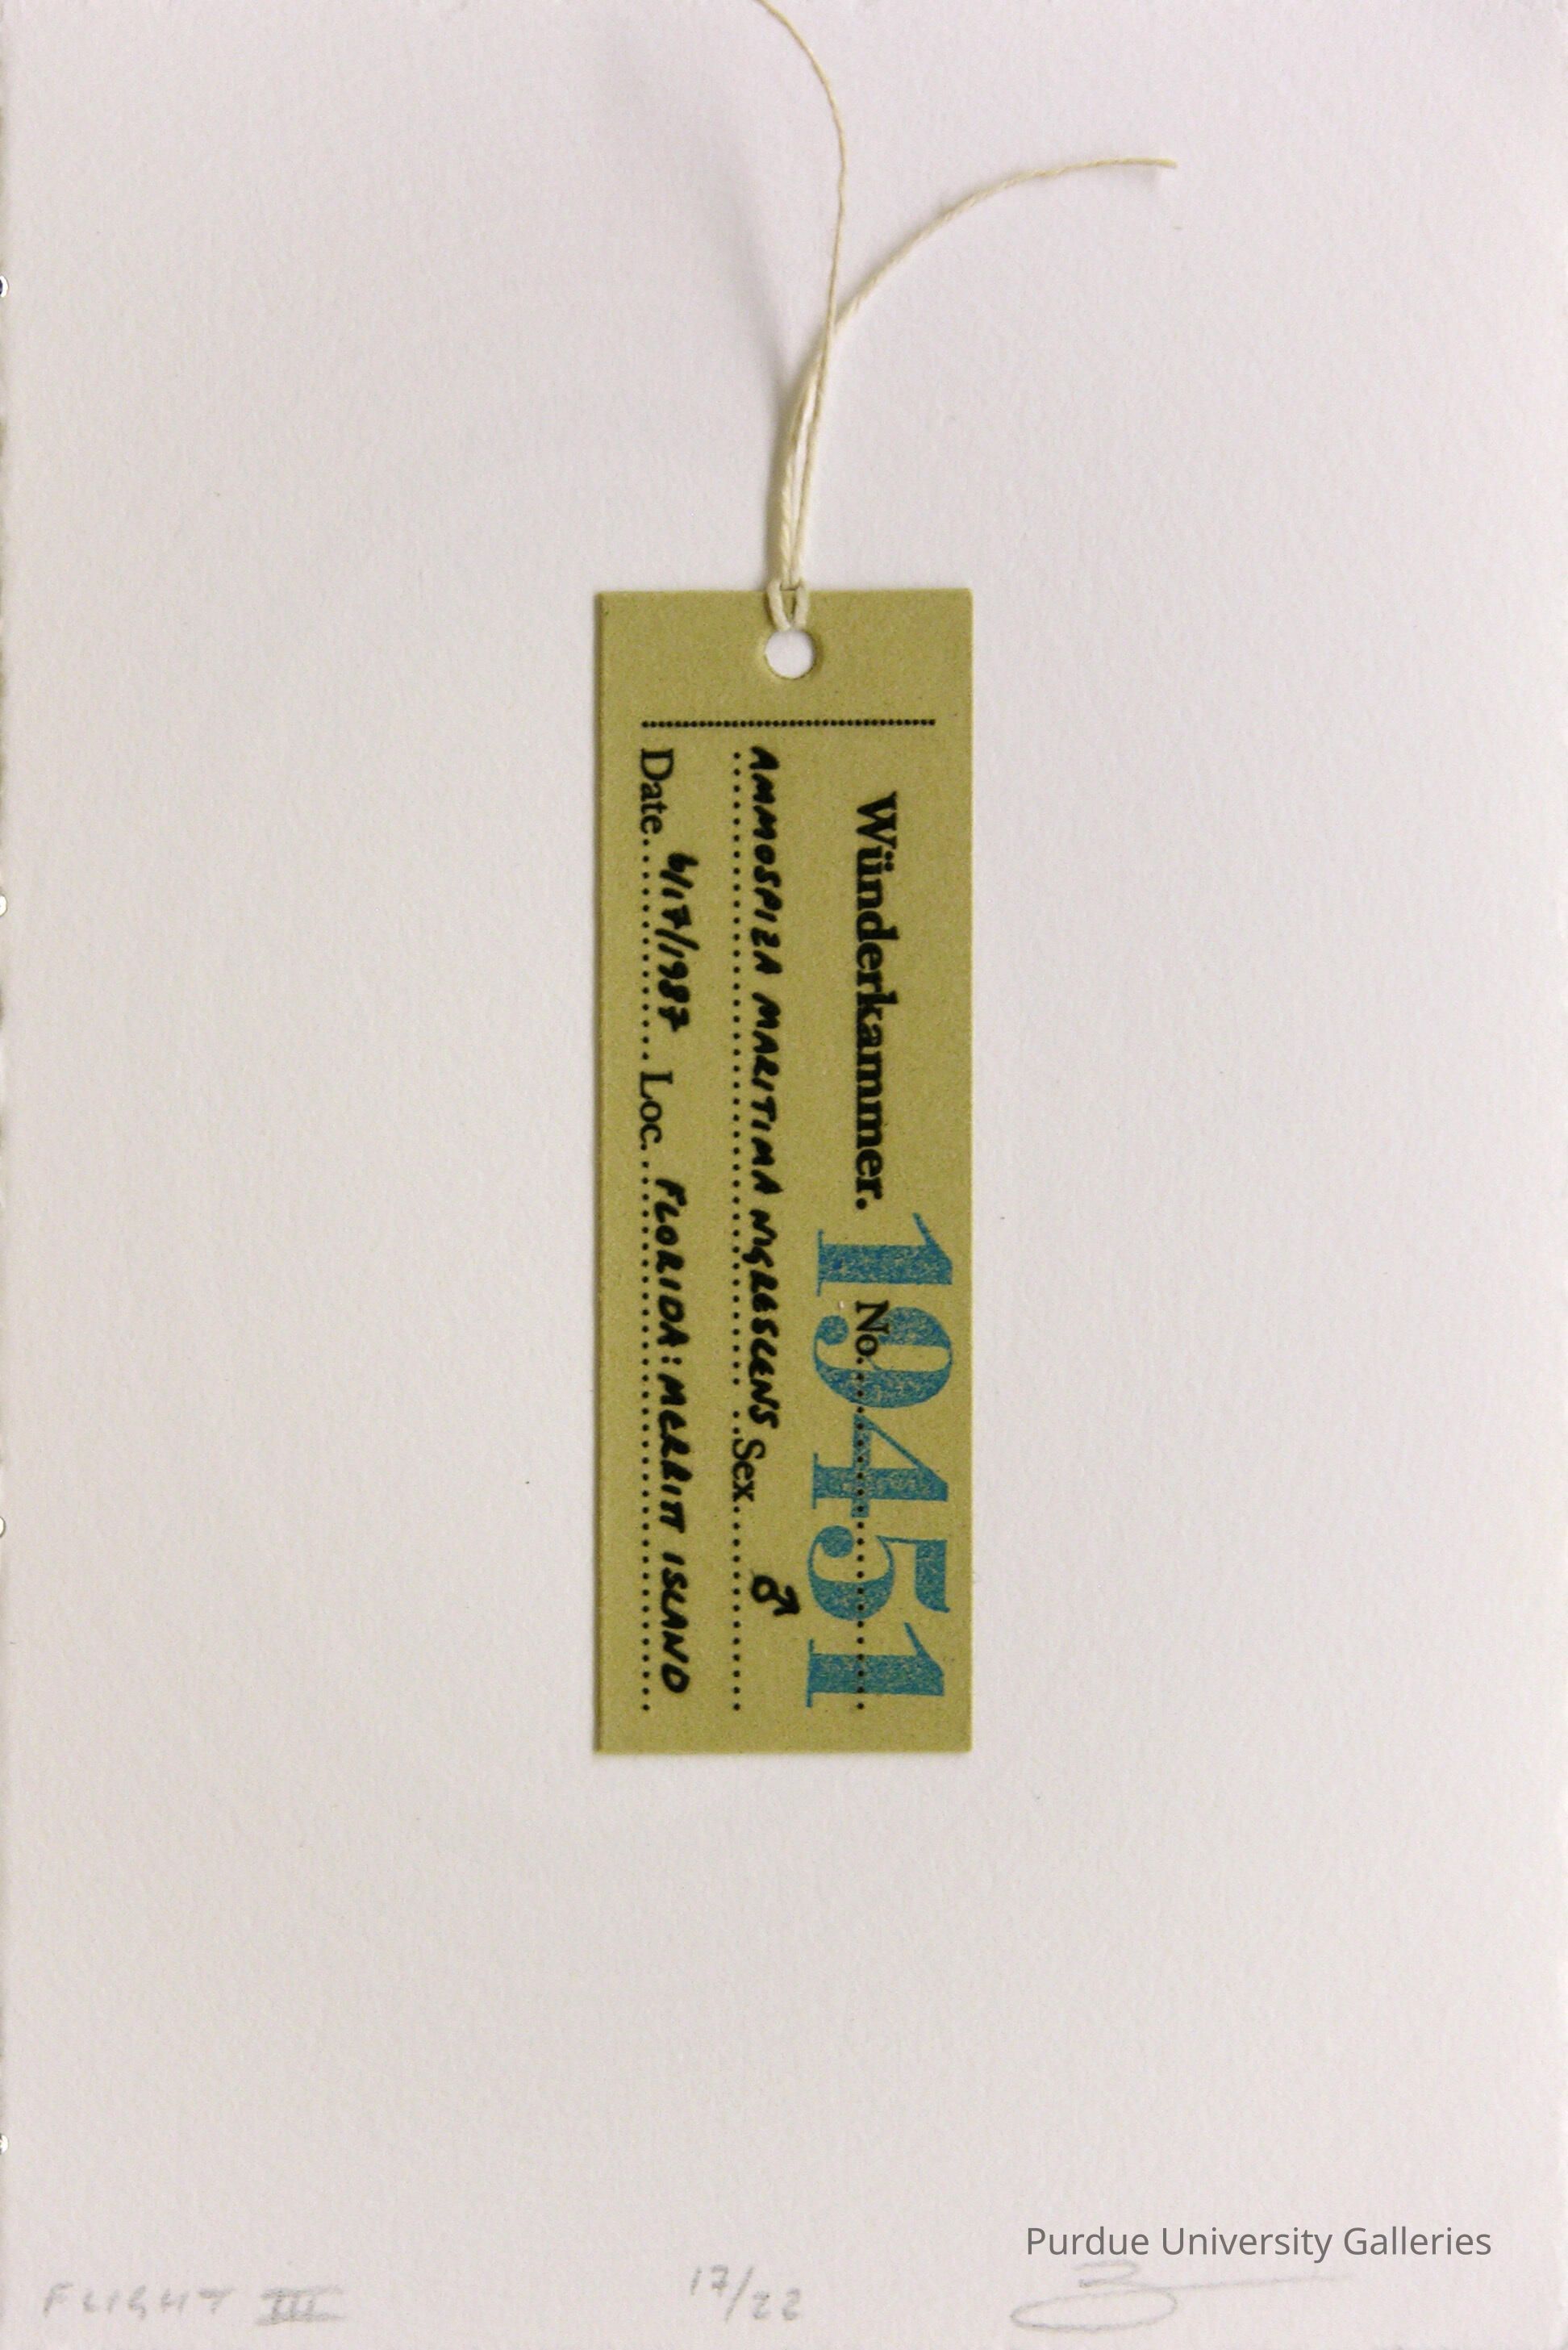 Wünderkammer. No. 19451
AMMOSPIZA MARITIMA NIGRESCENS Sex ♂
Date 6/17/1987 Loc. FLORIDA: MERRITT ISLAND
Purdue University Galleries
FLIGHT III 17/22